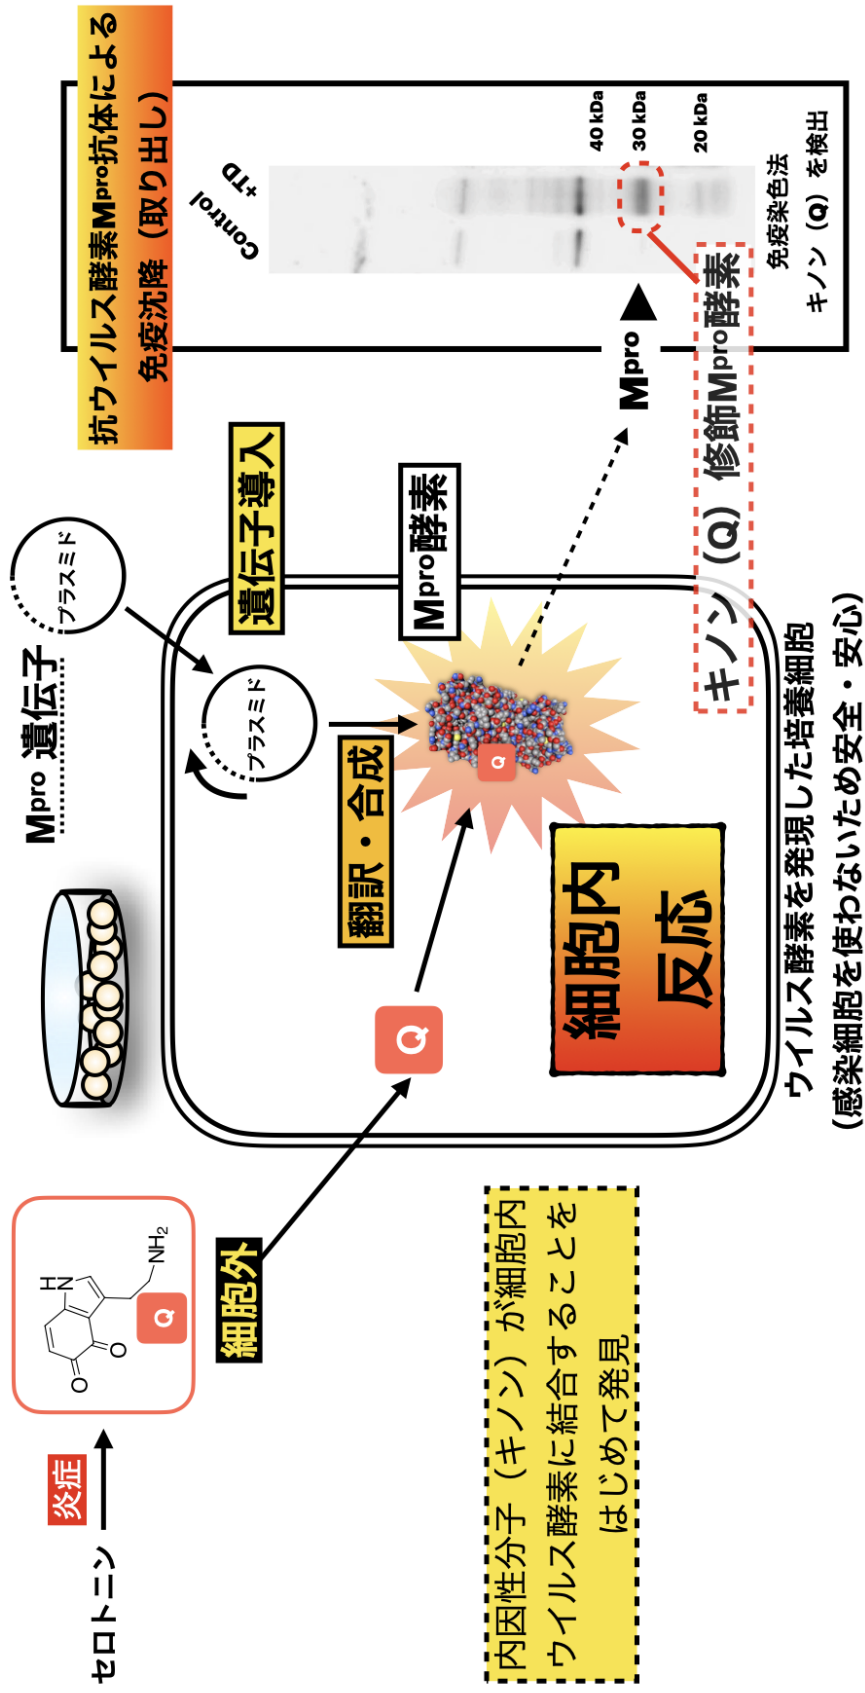 セロトニン
炎症
HN
NH₂
O
O
Q
細胞外
内因性分子（キノン）が細胞内
ウイルス酵素に結合することを
はじめて発見
Mpro 遺伝子
プラスミド
プラスミド
遺伝子導入
翻訳・合成
Q
Q
Mpro酵素
細胞内
反応
ウイルス酵素を発現した培養細胞
（感染細胞を使わないため安全・安心）
抗ウイルス酵素Mpro抗体による
免疫沈降（取り出し）
Control
+TD
40 kDa
30 kDa
20 kDa
Mpro
キノン（Q）修飾Mpro酵素
免疫染色法
キノン（Q）を検出